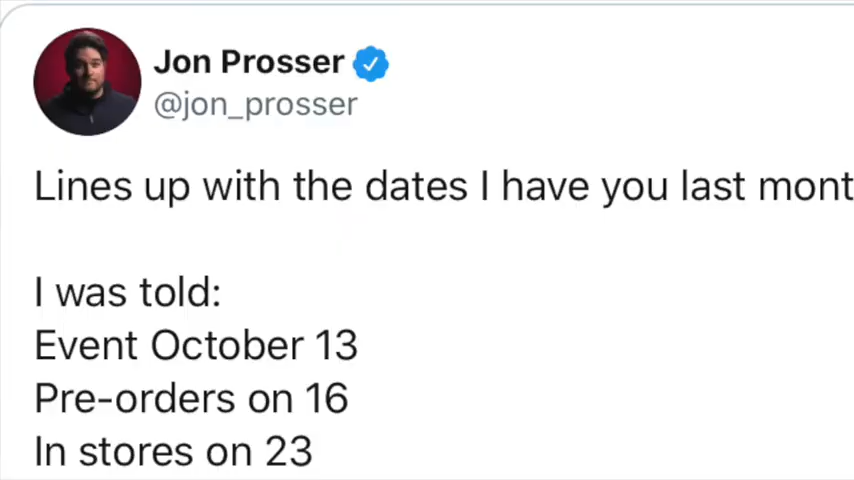 Jon Prosser
@jon_prosser
Lines up with the dates I have you last mont
I was told:
Event October 13
Pre-orders on 16
In stores on 23